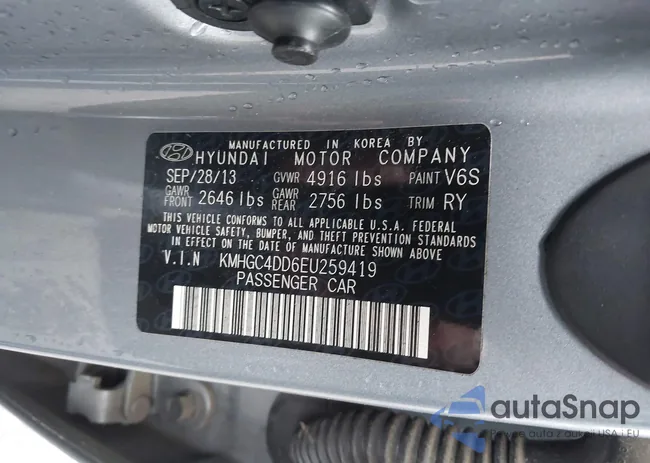 MANUFACTURED IN KOREA BY
HYUNDAI MOTOR COMPANY
SEP/28/13 GVWR 4916 lbs PAINT V6S
GAWR FRONT 2646 lbs GAWR REAR 2756 lbs TRIM RY
THIS VEHICLE CONFORMS TO ALL APPLICABLE U.S.A. FEDERAL
MOTOR VEHICLE SAFETY, BUMPER, AND THEFT PREVENTION STANDARDS
IN EFFECT ON THE DATE OF MANUFACTURE SHOWN ABOVE.
V.I.N KMHGC4DD6EU259419
PASSENGER CAR
autoSnap